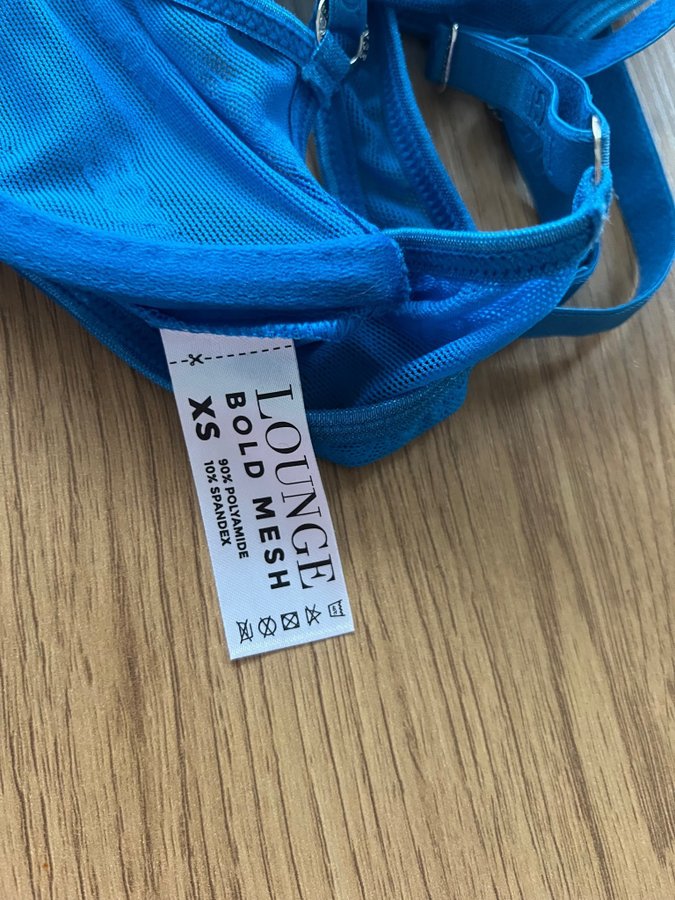 LOUNGE
BOLD MESH
XS
90% POLYAMIDE
10% SPANDEX